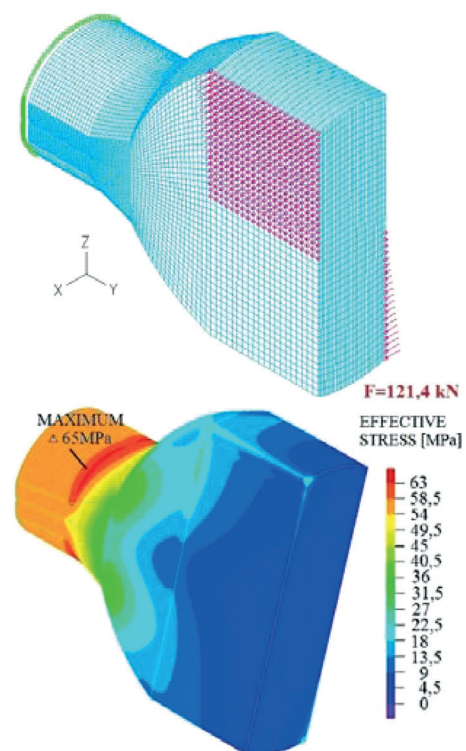 Z
X
Y
F=121,4 kN
MAXIMUM
△ 65MPa
EFFECTIVE
STRESS [MPa]
63
58,5
54
49,5
45
40,5
36
31,5
27
22,5
18
13,5
9
4,5
0